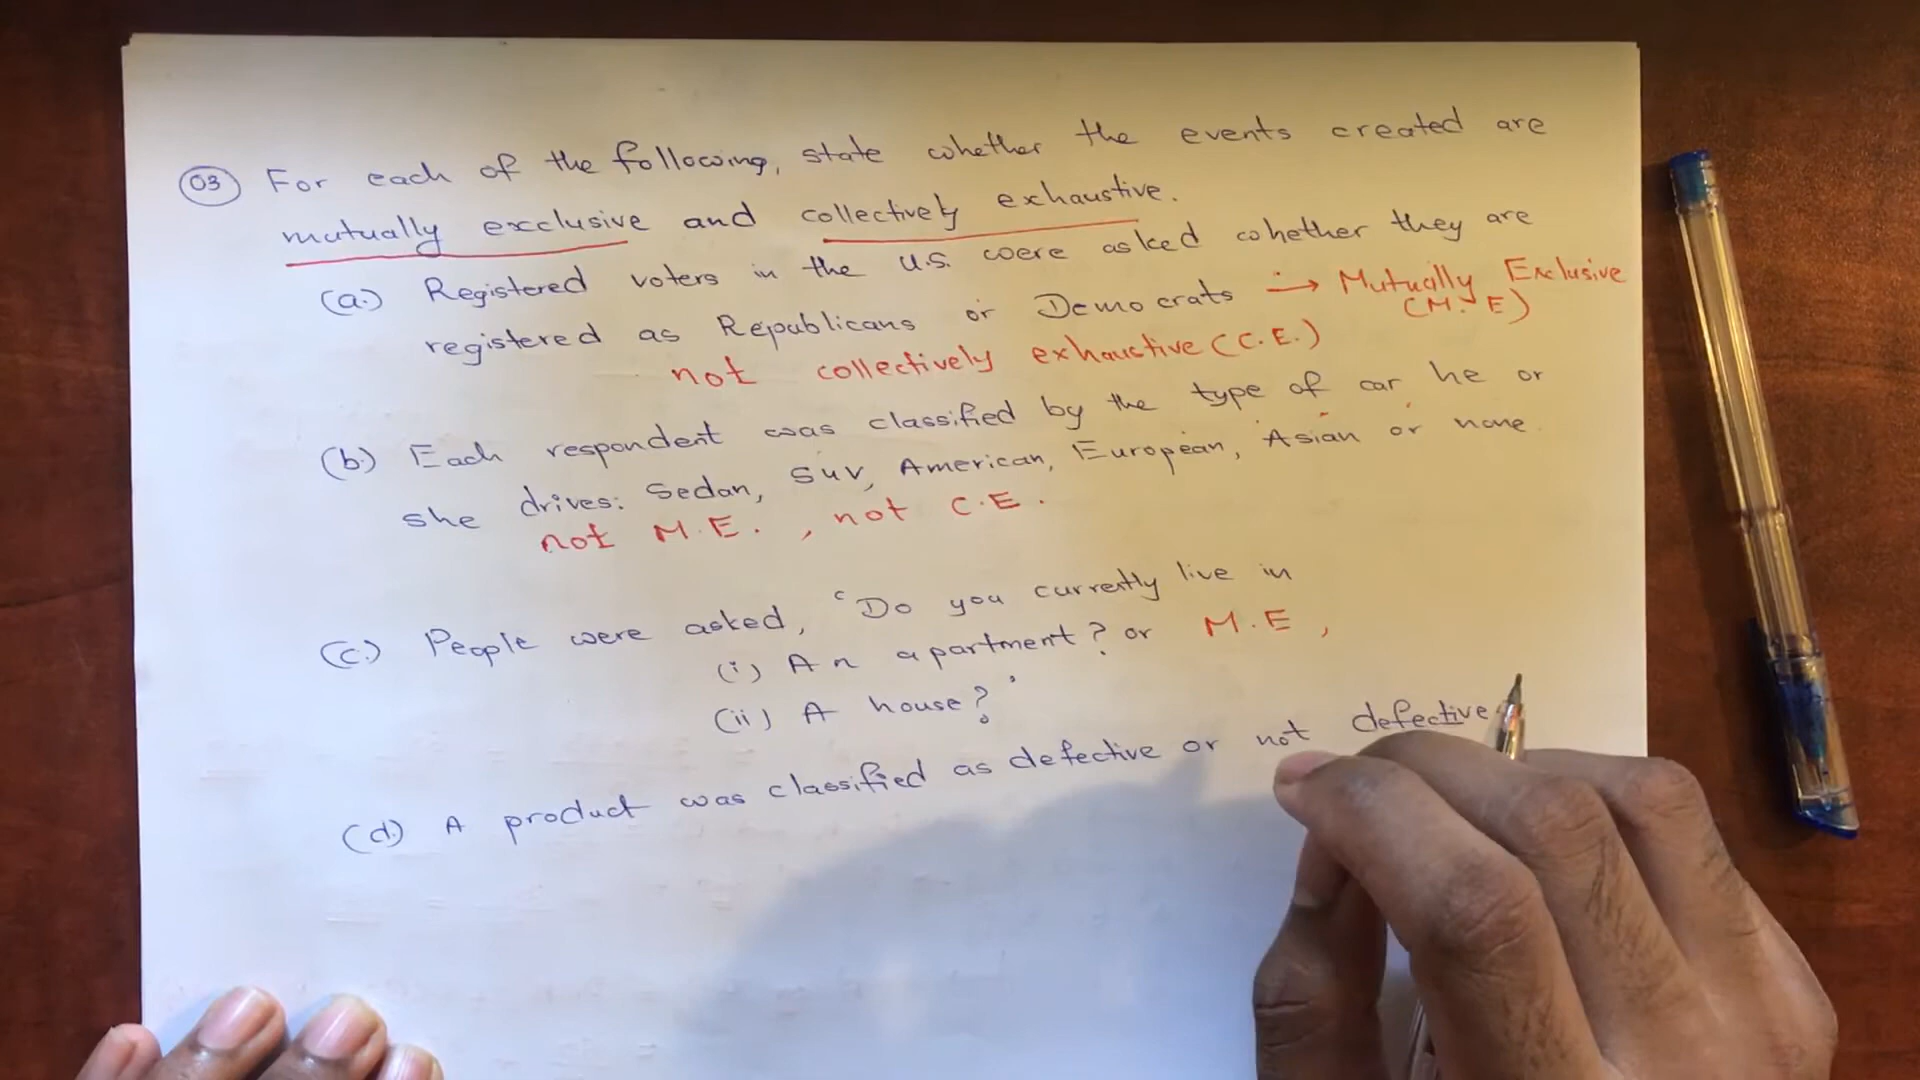 03 For each of the following, state whether the events created are
mutually exclusive and collectively exhaustive.
(a.) Registered voters in the U.S. were asked whether they are
registered as Republicans or Democrats → Mutually Exclusive
(M.E)
not collectively exhaustive (C.E.)
(b.) Each respondent was classified by the type of car he or
she drives: Sedan, SUV, American, European, Asian or none.
not M.E., not C.E.
(c.) People were asked, "Do you currently live in
(i) An apartment? or M.E,
(ii) A house?'
(d.) A product was classified as defective or not defective